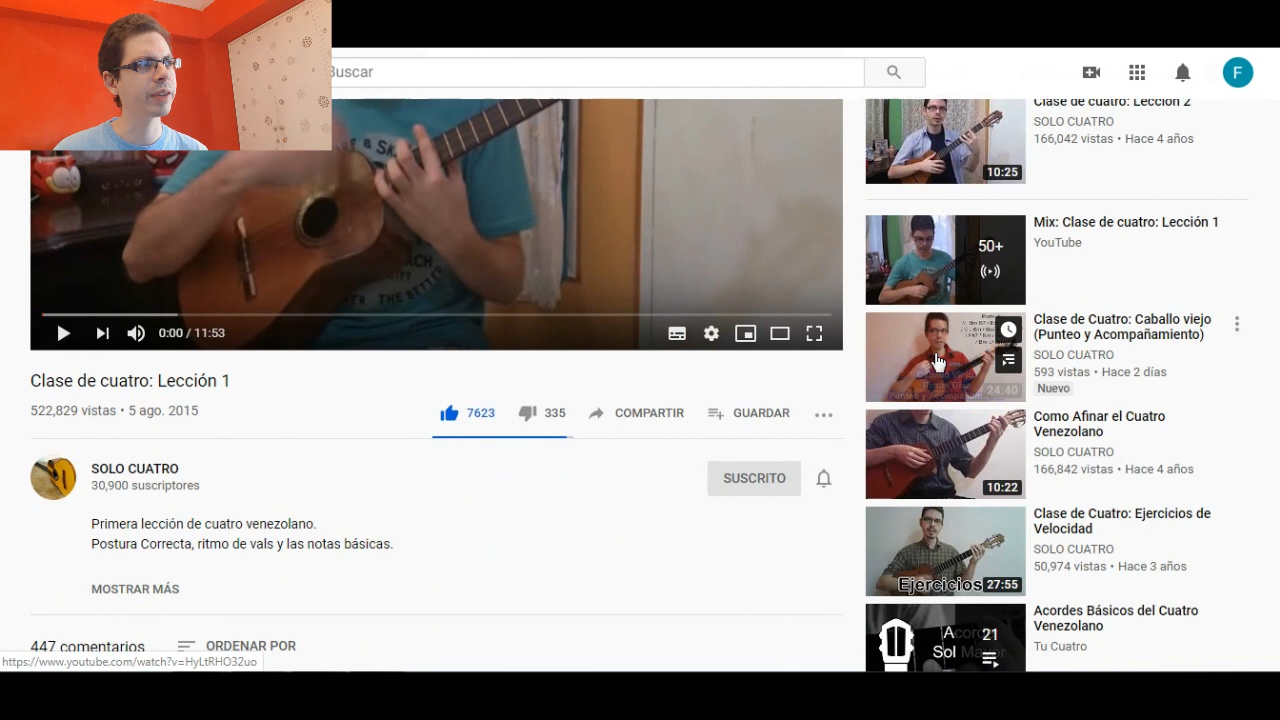 Buscar
F
0:00 / 11:53
Clase de cuatro: Lección 1
522,829 vistas • 5 ago. 2015
7623
335
COMPARTIR
GUARDAR
SOLO CUATRO
30,900 suscriptores
SUSCRITO
Primera lección de cuatro venezolano.
Postura Correcta, ritmo de vals y las notas básicas.
MOSTRAR MÁS
447 comentarios
ORDENAR POR
https://www.youtube.com/watch?v=HyLtRHO32uo
Clase de cuatro: Lección 2
SOLO CUATRO
166,042 vistas • Hace 4 años
10:25
Mix: Clase de cuatro: Lección 1
YouTube
50+
Clase de Cuatro: Caballo viejo
(Punteo y Acompañamiento)
SOLO CUATRO
593 vistas • Hace 2 días
Nuevo
24:40
Como Afinar el Cuatro
Venezolano
SOLO CUATRO
166,842 vistas • Hace 4 años
10:22
Clase de Cuatro: Ejercicios de
Velocidad
SOLO CUATRO
50,974 vistas • Hace 3 años
Ejercicios
27:55
Acordes Básicos del Cuatro
Venezolano
Tu Cuatro
21
Sol Mayor